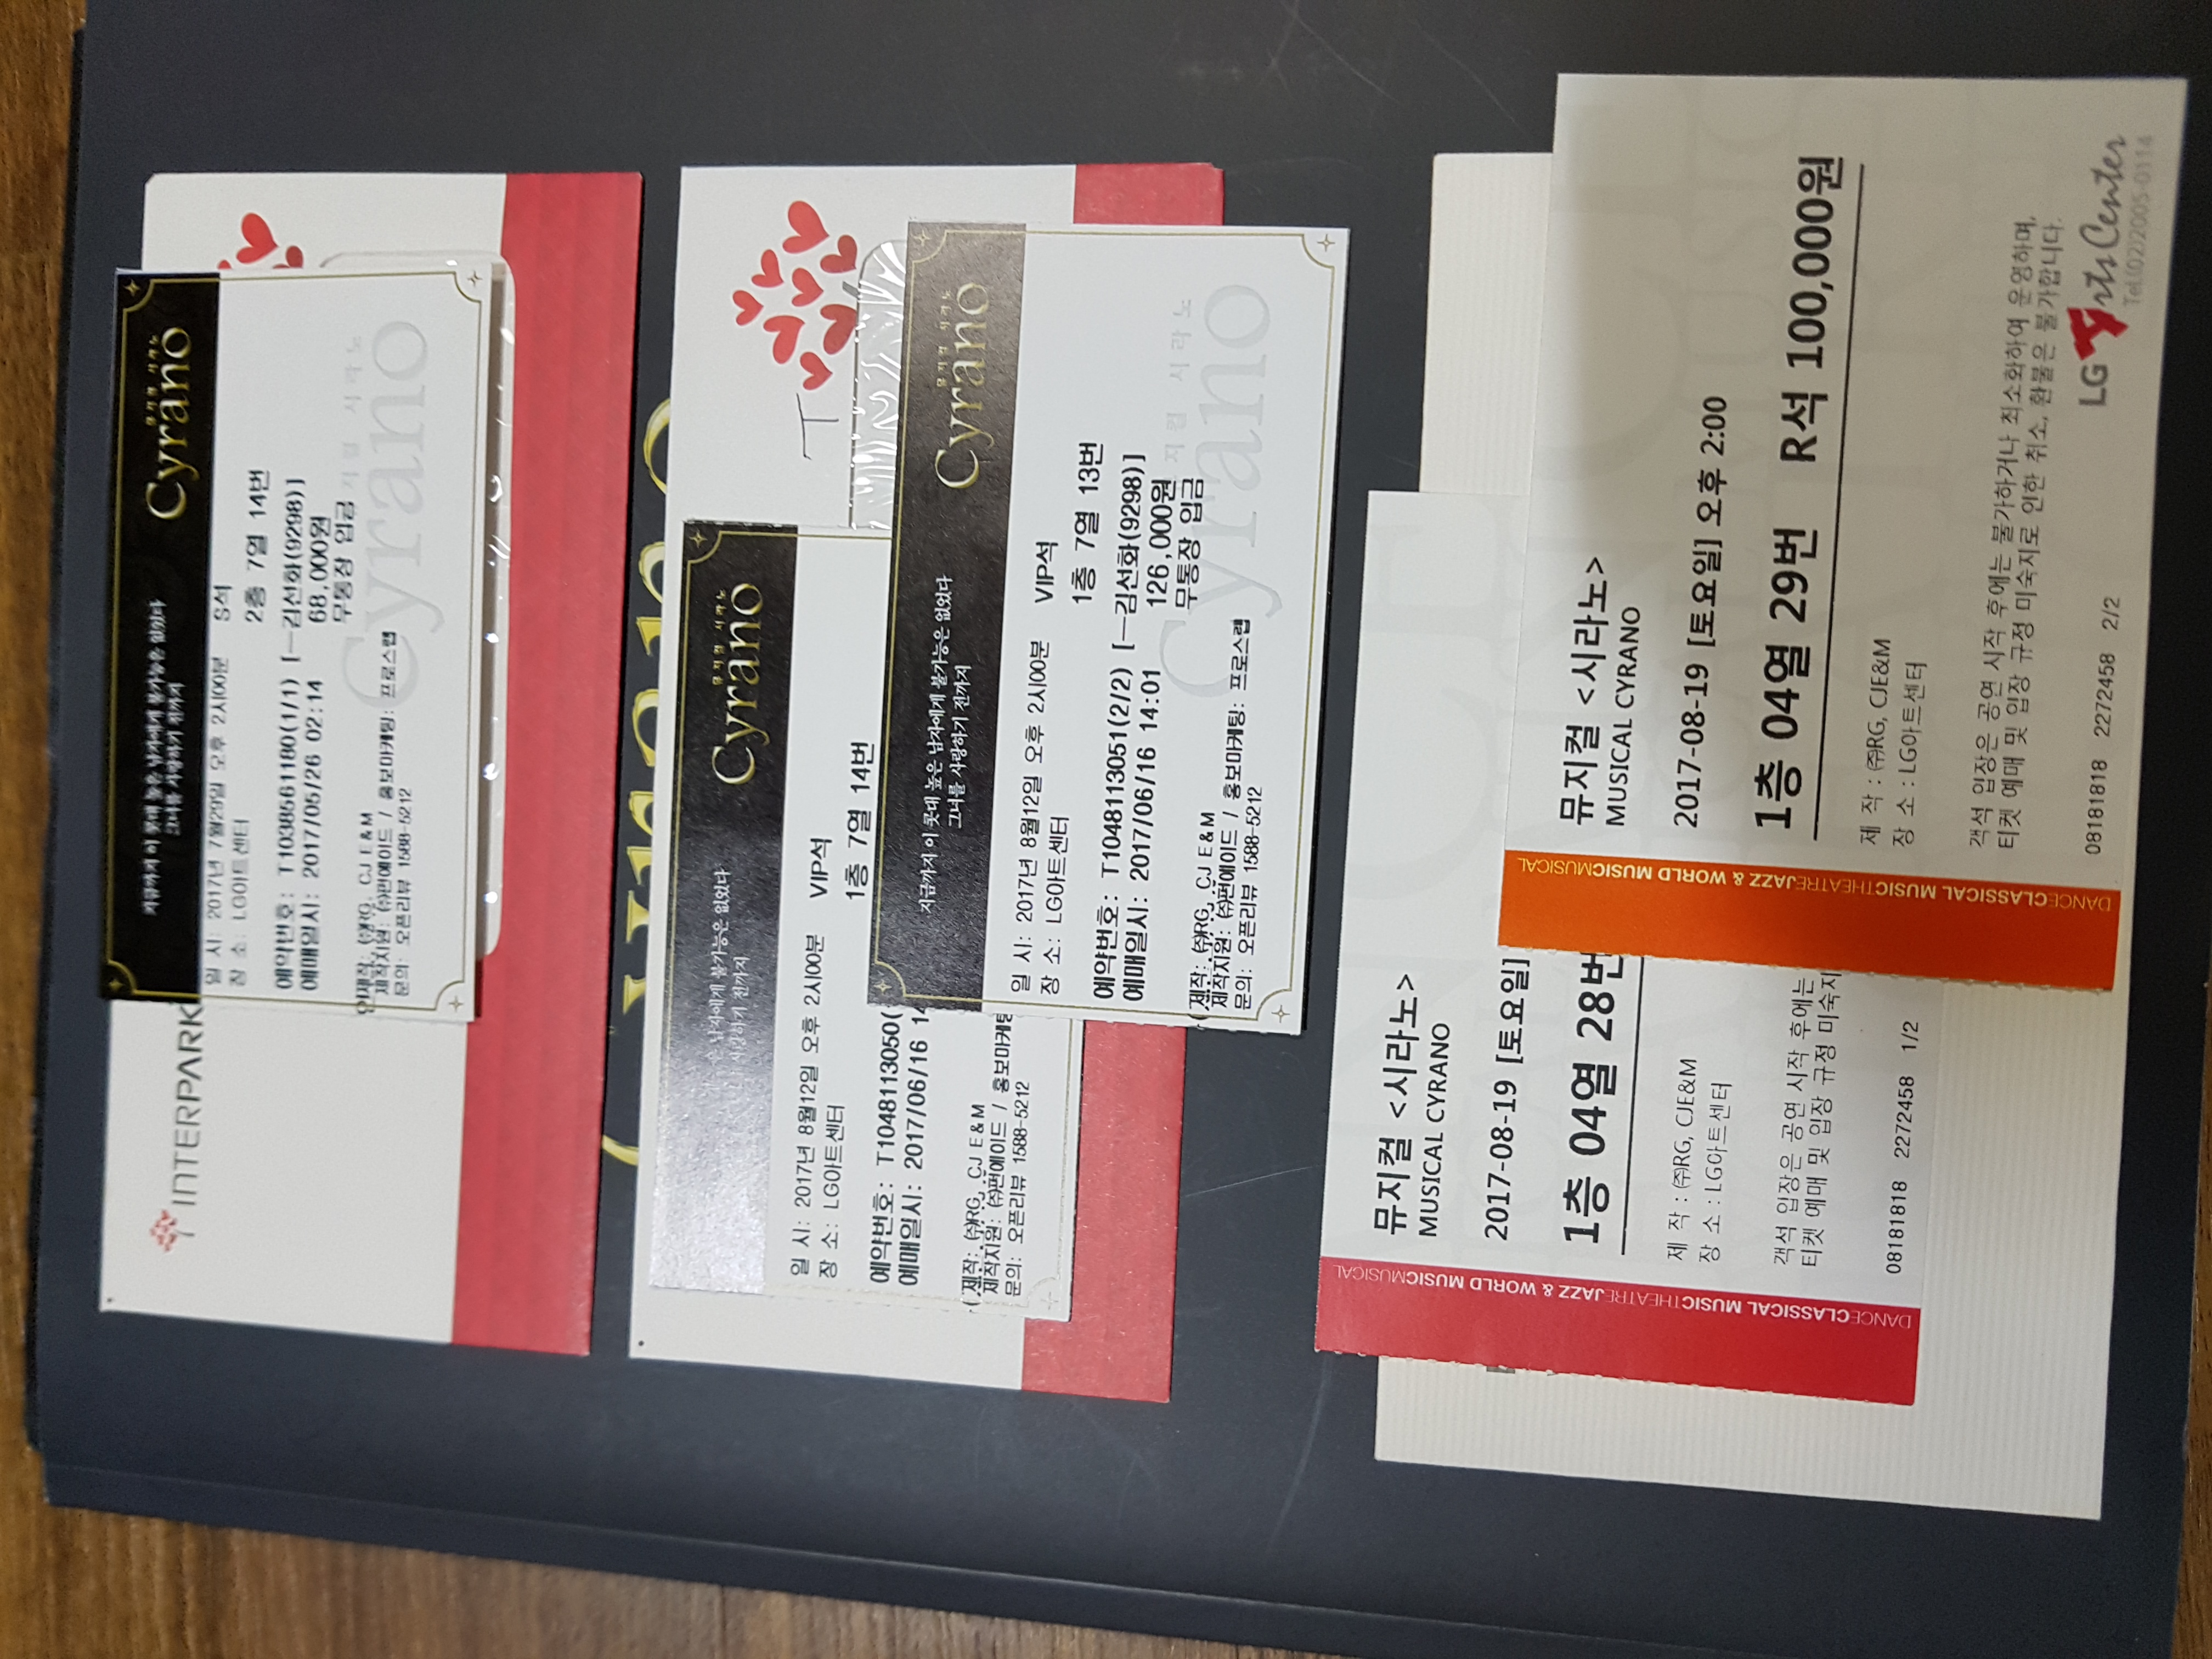 INTERPARK
지금까지 이 콧대 높은 남자에게 불가능은 없었다
그녀를 사랑하기 전까지
뮤지컬 시라노
Cyrano
일 시: 2017년 7월29일 오후 2시00분
S석
장 소: LG아트센터
2층 7열 14번
예약번호: T1038561180(1/1) [一김선화(9298)]
예매일시: 2017/05/26 02:14
68,000원
무통장 입금
뮤지컬 시라노
Cyrano
제작: ㈜RG, CJ E&M
제작지원: ㈜펀에이드 / 홍보마케팅: 프로스랩
문의: 오픈리뷰 1588-5212
Cyrano
은 남자에게 불가능은 없었다
사랑하기 전까지
뮤지컬 시라노
Cyrano
일 시: 2017년 8월12일 오후 2시00분
VIP석
장 소: LG아트센터
1층 7열 14번
예약번호: T1048113050(
예매일시: 2017/06/16 14
제작: ㈜RG, CJ E&M
제작지원: ㈜펀에이드 / 홍보마케팅
문의: 오픈리뷰 1588-5212
지금까지 이 콧대 높은 남자에게 불가능은 없었다
그녀를 사랑하기 전까지
뮤지컬 시라노
Cyrano
일 시: 2017년 8월12일 오후 2시00분
VIP석
장 소: LG아트센터
1층 7열 13번
예약번호: T1048113051(2/2) [一김선화(9298)]
예매일시: 2017/06/16 14:01
126,000원
무통장 입금
뮤지컬 시라노
Cyrano
제작: ㈜RG, CJ E&M
제작지원: ㈜펀에이드 / 홍보마케팅: 프로스랩
문의: 오픈리뷰 1588-5212
DANCECLASSICAL MUSICTHEATREJAZZ & WORLD MUSICMUSICAL
뮤지컬 <시라노>
MUSICAL CYRANO
2017-08-19 [토요일]
1층 04열 28번
제 작 : ㈜RG, CJE&M
장 소 : LG아트센터
객석 입장은 공연 시작 후에는
티켓 예매 및 입장 규정 미숙지
08181818 2272458 1/2
DANCECLASSICAL MUSICTHEATREJAZZ & WORLD MUSICMUSICAL
뮤지컬 <시라노>
MUSICAL CYRANO
2017-08-19 [토요일] 오후 2:00
1층 04열 29번 R석 100,000원
제 작 : ㈜RG, CJE&M
장 소 : LG아트센터
객석 입장은 공연 시작 후에는 불가하거나 최소화하여 운영하며,
티켓 예매 및 입장 규정 미숙지로 인한 취소, 환불은 불가합니다.
08181818 2272458 2/2
LG Arts Center
Tel.(02)2005-0114